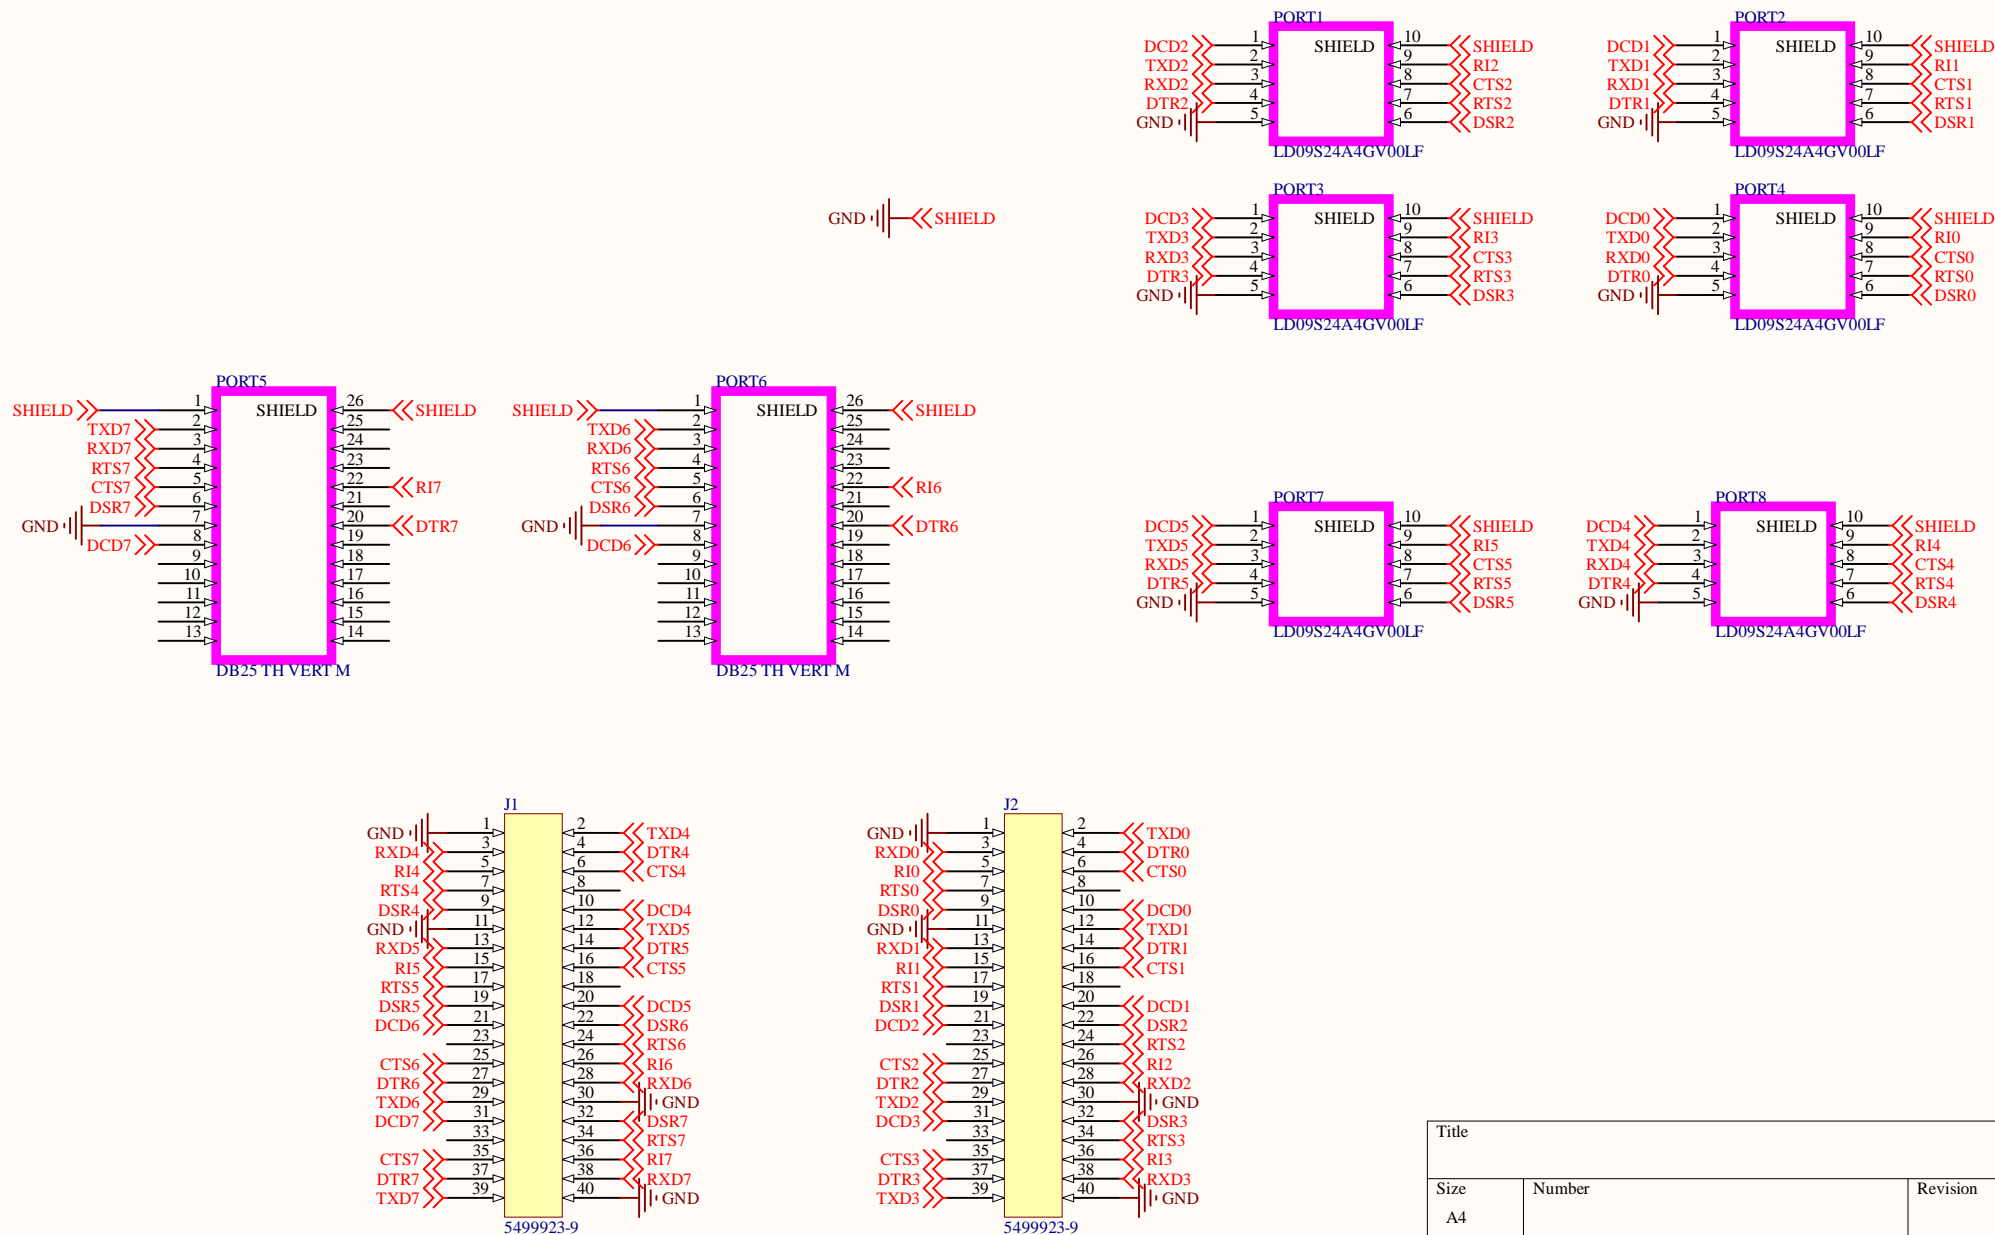 PORT1
DCD2 1 SHIELD 10 SHIELD
TXD2 2 9 RI2
RXD2 3 8 CTS2
DTR2 4 7 RTS2
GND 5 6 DSR2
LD09S24A4GV00LF
PORT2
DCD1 1 SHIELD 10 SHIELD
TXD1 2 9 RI1
RXD1 3 8 CTS1
DTR1 4 7 RTS1
GND 5 6 DSR1
LD09S24A4GV00LF
GND SHIELD
PORT3
DCD3 1 SHIELD 10 SHIELD
TXD3 2 9 RI3
RXD3 3 8 CTS3
DTR3 4 7 RTS3
GND 5 6 DSR3
LD09S24A4GV00LF
PORT4
DCD0 1 SHIELD 10 SHIELD
TXD0 2 9 RI0
RXD0 3 8 CTS0
DTR0 4 7 RTS0
GND 5 6 DSR0
LD09S24A4GV00LF
PORT5
SHIELD 1 SHIELD 26 SHIELD
TXD7 2 25
RXD7 3 24
RTS7 4 23
CTS7 5 22 RI7
DSR7 6 21
GND 7 20 DTR7
DCD7 8 19
9 18
10 17
11 16
12 15
13 14
DB25 TH VERT M
PORT6
SHIELD 1 SHIELD 26 SHIELD
TXD6 2 25
RXD6 3 24
RTS6 4 23
CTS6 5 22 RI6
DSR6 6 21
GND 7 20 DTR6
DCD6 8 19
9 18
10 17
11 16
12 15
13 14
DB25 TH VERT M
PORT7
DCD5 1 SHIELD 10 SHIELD
TXD5 2 9 RI5
RXD5 3 8 CTS5
DTR5 4 7 RTS5
GND 5 6 DSR5
LD09S24A4GV00LF
PORT8
DCD4 1 SHIELD 10 SHIELD
TXD4 2 9 RI4
RXD4 3 8 CTS4
DTR4 4 7 RTS4
GND 5 6 DSR4
LD09S24A4GV00LF
J1
GND 1 2 TXD4
RXD4 3 4 DTR4
RI4 5 6 CTS4
RTS4 7 8
DSR4 9 10 DCD4
GND 11 12 TXD5
RXD5 13 14 DTR5
RI5 15 16 CTS5
RTS5 17 18
DSR5 19 20 DCD5
DCD6 21 22 DSR6
23 24 RTS6
CTS6 25 26 RI6
DTR6 27 28 RXD6
TXD6 29 30 GND
DCD7 31 32 DSR7
33 34 RTS7
CTS7 35 36 RI7
DTR7 37 38 RXD7
TXD7 39 40 GND
5499923-9
J2
GND 1 2 TXD0
RXD0 3 4 DTR0
RI0 5 6 CTS0
RTS0 7 8
DSR0 9 10 DCD0
GND 11 12 TXD1
RXD1 13 14 DTR1
RI1 15 16 CTS1
RTS1 17 18
DSR1 19 20 DCD1
DCD2 21 22 DSR2
23 24 RTS2
CTS2 25 26 RI2
DTR2 27 28 RXD2
TXD2 29 30 GND
DCD3 31 32 DSR3
33 34 RTS3
CTS3 35 36 RI3
DTR3 37 38 RXD3
TXD3 39 40 GND
5499923-9
Title
Size Number Revision
A4